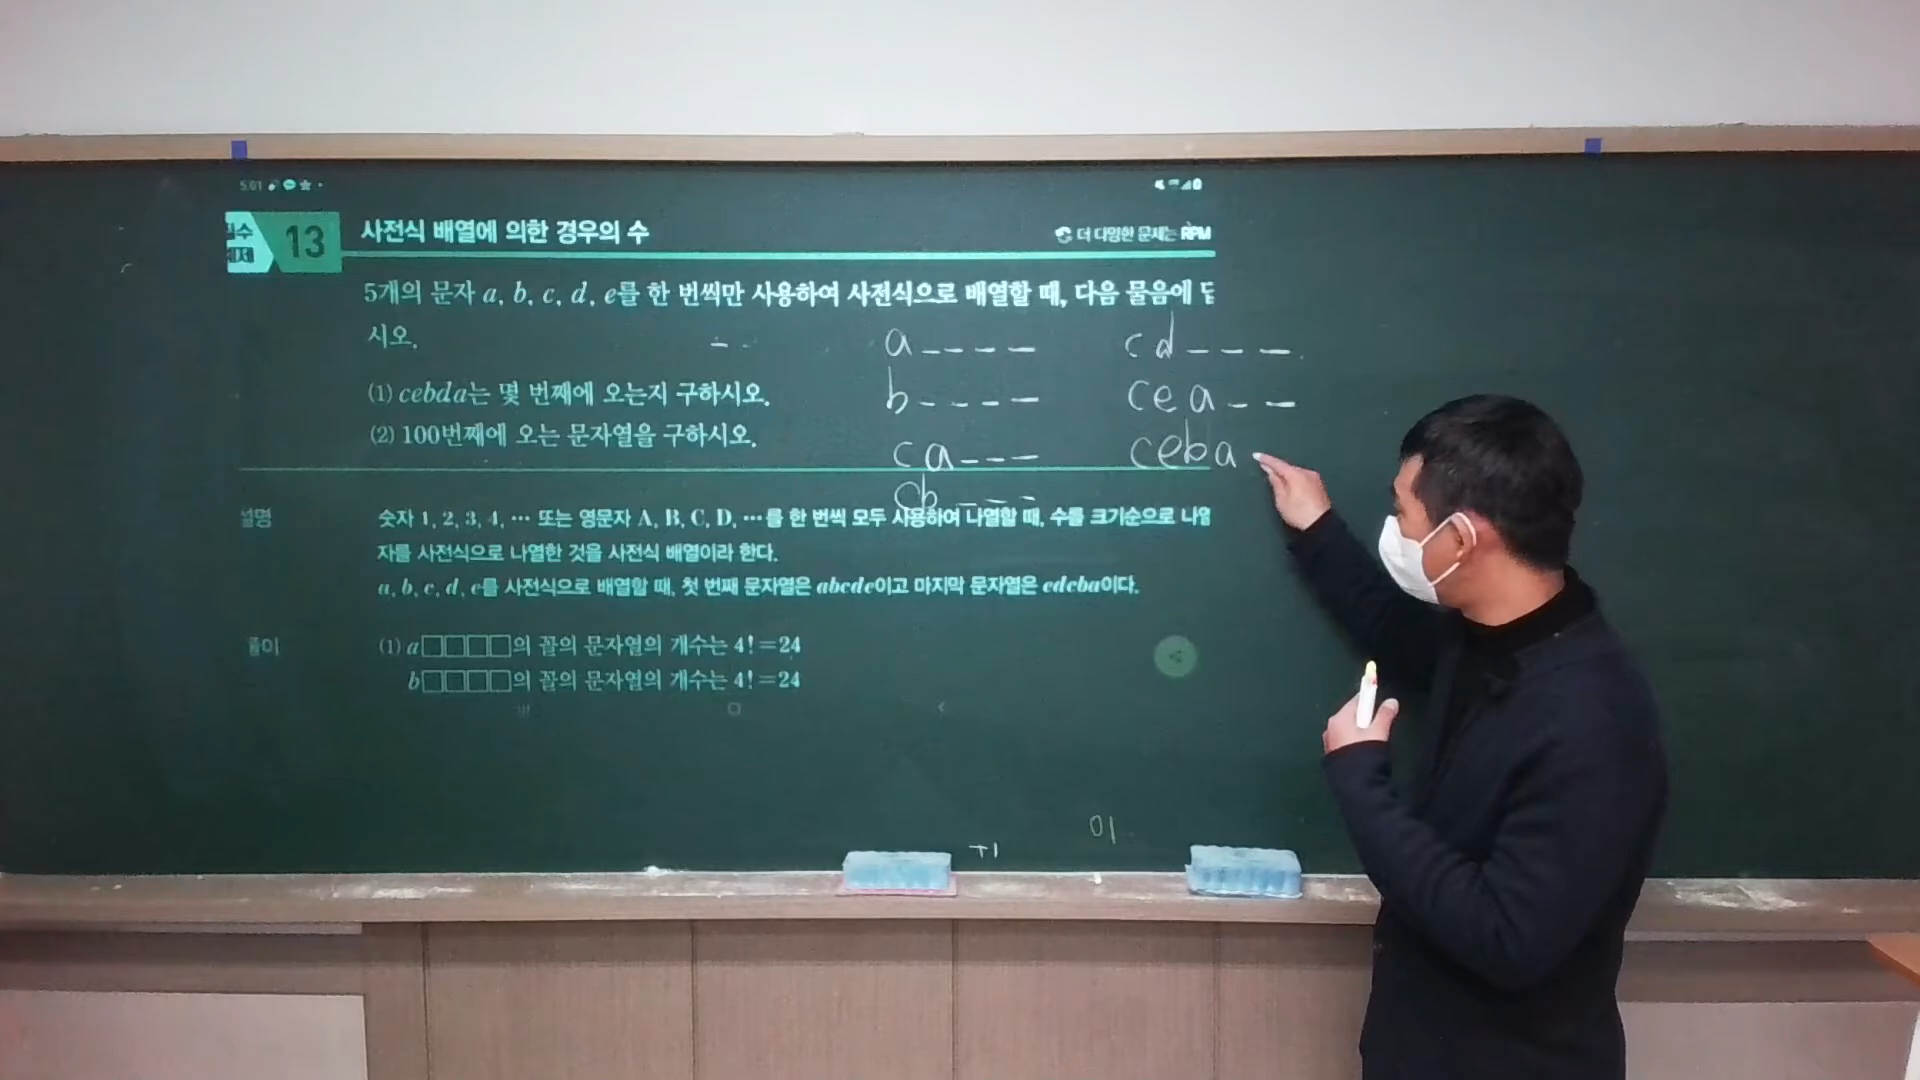 5:01
필수 예제 13 사전식 배열에 의한 경우의 수 더 다양한 문제는 RPM
5개의 문자 a, b, c, d, e를 한 번씩만 사용하여 사전식으로 배열할 때, 다음 물음에 답
시오.
(1) cebda는 몇 번째에 오는지 구하시오.
(2) 100번째에 오는 문자열을 구하시오.
a _ _ _ _
b _ _ _ _
c a _ _ _
cb _ _ _
c d _ _ _
c e a _ _
ceba _
설명 숫자 1, 2, 3, 4, … 또는 영문자 A, B, C, D, …를 한 번씩 모두 사용하여 나열할 때, 수를 크기순으로 나열
자를 사전식으로 나열한 것을 사전식 배열이라 한다.
a, b, c, d, e를 사전식으로 배열할 때, 첫 번째 문자열은 abcde이고 마지막 문자열은 edcba이다.
풀이 (1) a□□□□의 꼴의 문자열의 개수는 4!=24
b□□□□의 꼴의 문자열의 개수는 4!=24